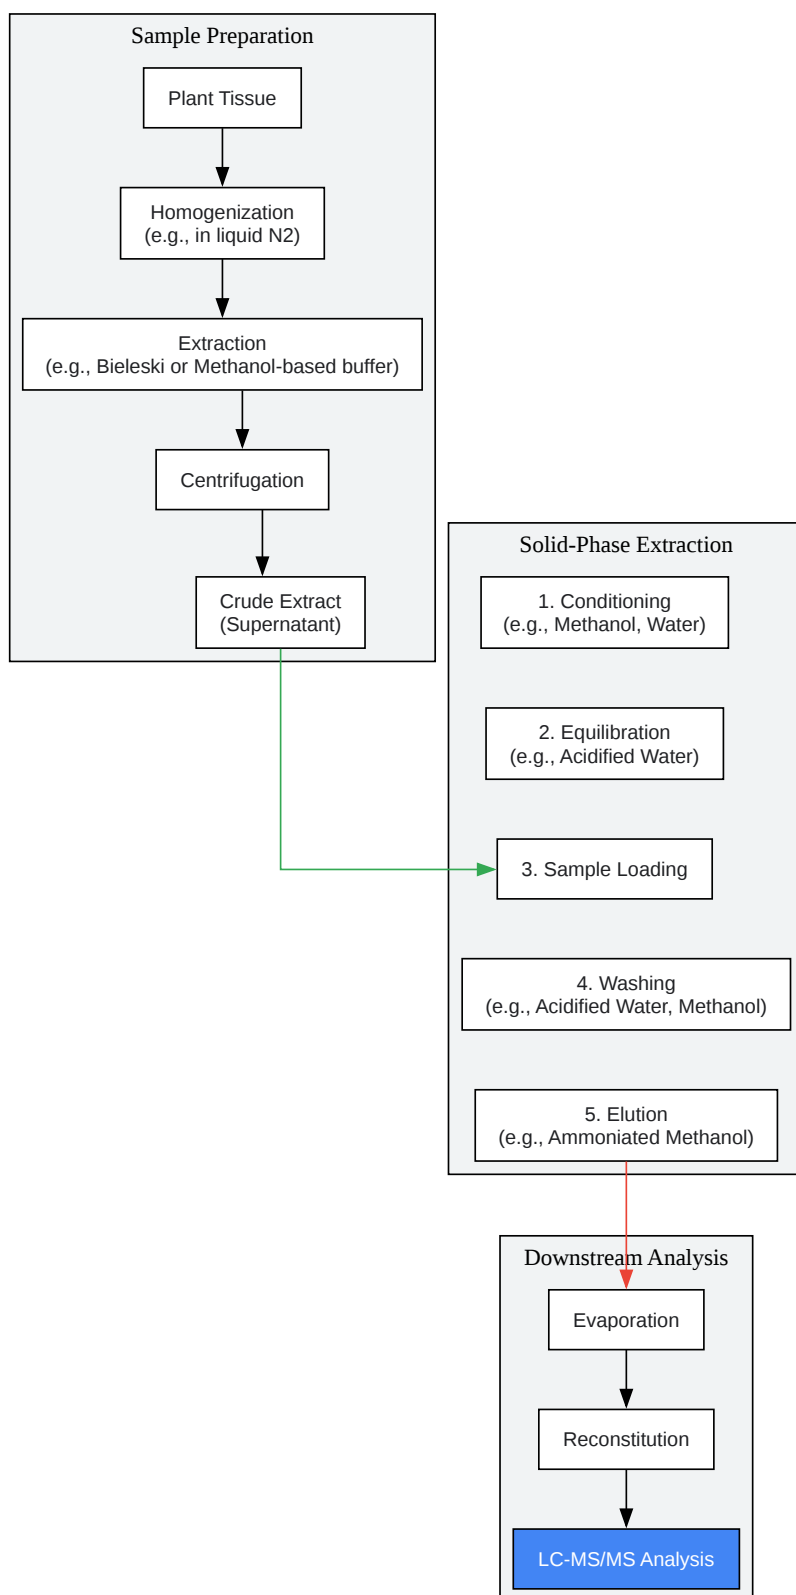 Sample Preparation
Plant Tissue
Homogenization
(e.g., in liquid N2)
Extraction
(e.g., Bieleski or Methanol-based buffer)
Centrifugation
Crude Extract
(Supernatant)
Solid-Phase Extraction
1. Conditioning
(e.g., Methanol, Water)
2. Equilibration
(e.g., Acidified Water)
3. Sample Loading
4. Washing
(e.g., Acidified Water, Methanol)
5. Elution
(e.g., Ammoniated Methanol)
Downstream Analysis
Evaporation
Reconstitution
LC-MS/MS Analysis